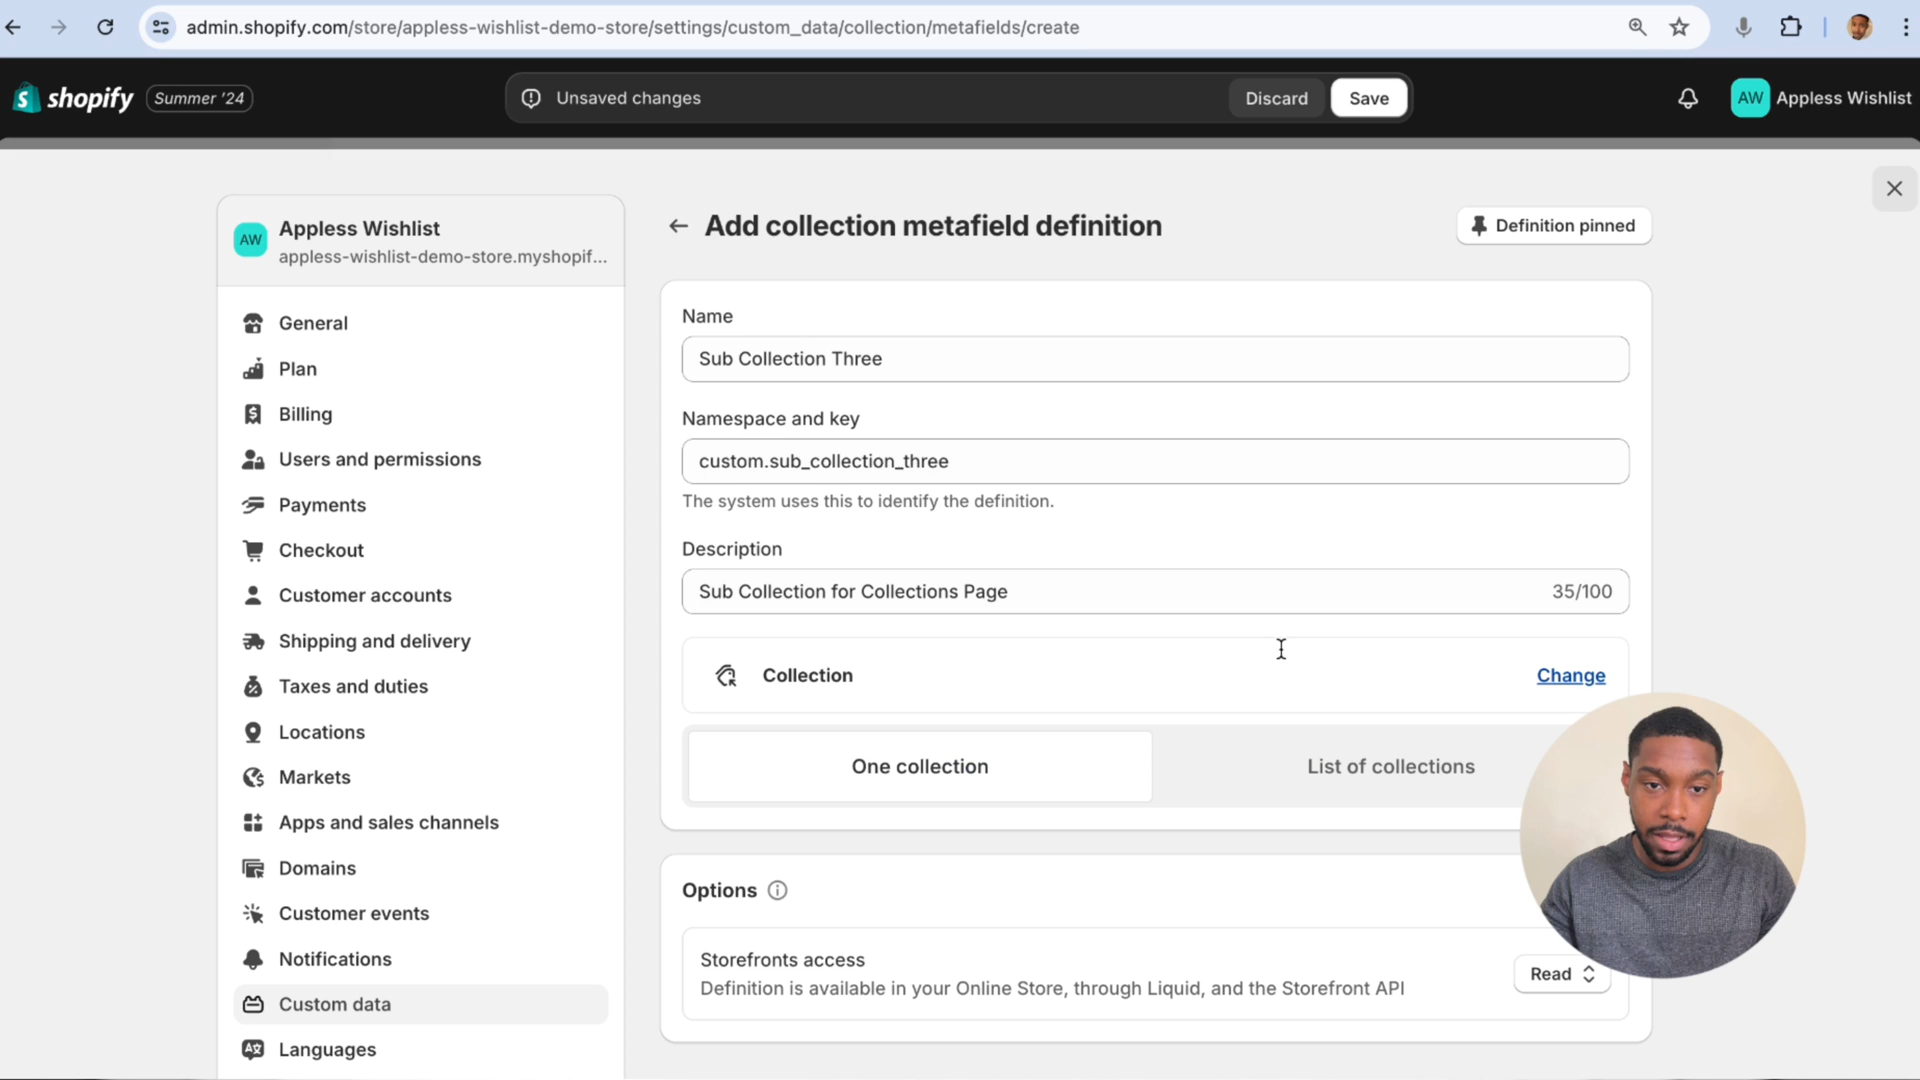 admin.shopify.com/store/appless-wishlist-demo-store/settings/custom_data/collection/metafields/create
shopify
Summer '24
Unsaved changes
Discard
Save
AW
Appless Wishlist
AW
Appless Wishlist
appless-wishlist-demo-store.myshopif...
General
Plan
Billing
Users and permissions
Payments
Checkout
Customer accounts
Shipping and delivery
Taxes and duties
Locations
Markets
Apps and sales channels
Domains
Customer events
Notifications
Custom data
Languages
Add collection metafield definition
Definition pinned
Name
Sub Collection Three
Namespace and key
custom.sub_collection_three
The system uses this to identify the definition.
Description
Sub Collection for Collections Page
35/100
Collection
Change
One collection
List of collections
Options
Storefronts access
Definition is available in your Online Store, through Liquid, and the Storefront API
Read